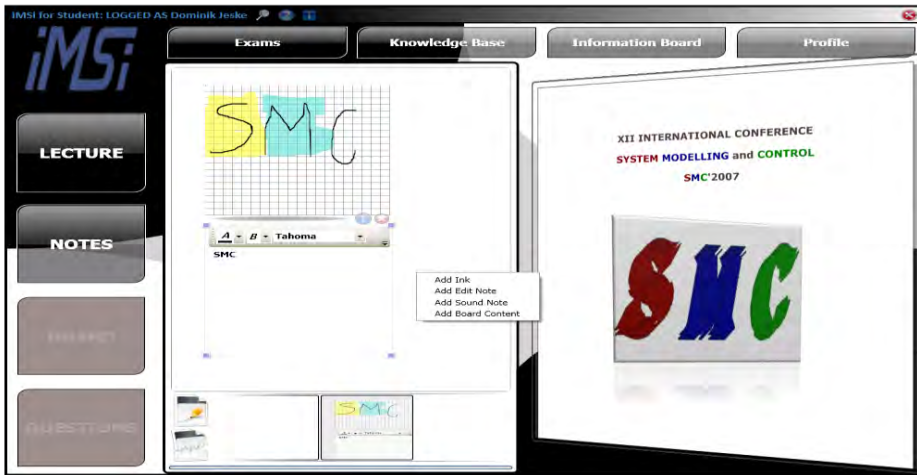 iMSi for Student: LOGGED AS Dominik Jeske
iMSi
Exams
Knowledge Base
Information Board
Profile
LECTURE
NOTES
QUESTIONS
SMC
A B Tahoma
SMC
Add Ink
Add Edit Note
Add Sound Note
Add Board Content
SMC
XII INTERNATIONAL CONFERENCE
SYSTEM MODELLING and CONTROL
SMC'2007
SMC